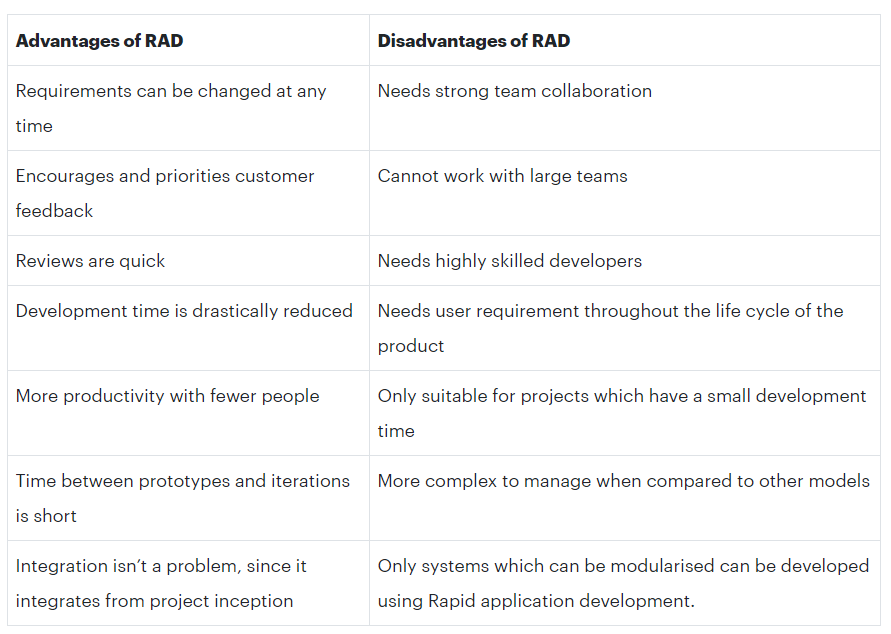 Advantages of RAD
Disadvantages of RAD
Requirements can be changed at any
time
Needs strong team collaboration
Encourages and priorities customer
feedback
Cannot work with large teams
Reviews are quick
Needs highly skilled developers
Development time is drastically reduced
Needs user requirement throughout the life cycle of the
product
More productivity with fewer people
Only suitable for projects which have a small development
time
Time between prototypes and iterations
is short
More complex to manage when compared to other models
Integration isn’t a problem, since it
integrates from project inception
Only systems which can be modularised can be developed
using Rapid application development.